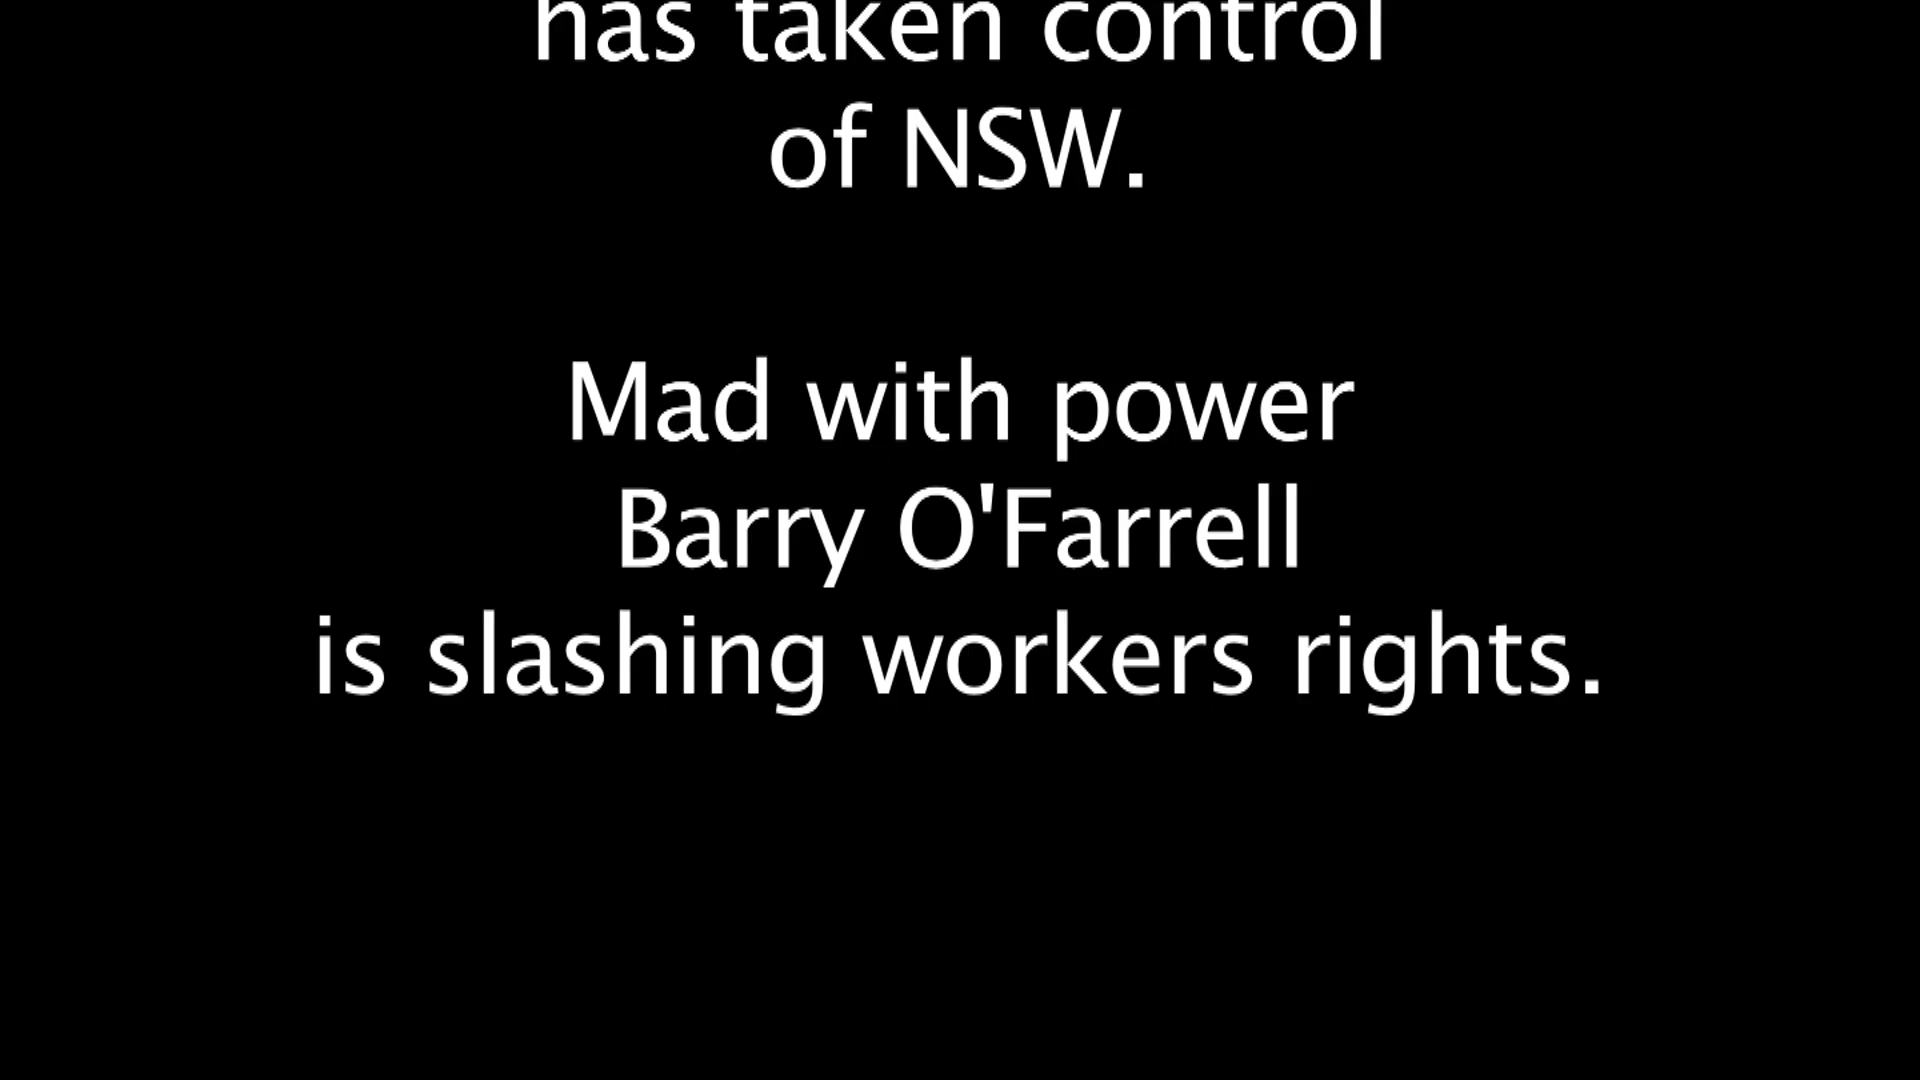 has taken control
of NSW.
Mad with power
Barry O'Farrell
is slashing workers rights.